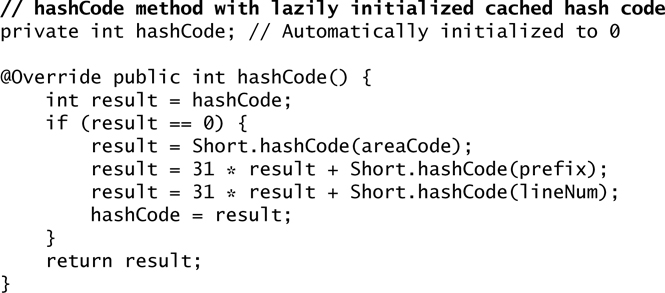 // hashCode method with lazily initialized cached hash code
private int hashCode; // Automatically initialized to 0

@Override public int hashCode() {
    int result = hashCode;
    if (result == 0) {
        result = Short.hashCode(areaCode);
        result = 31 * result + Short.hashCode(prefix);
        result = 31 * result + Short.hashCode(lineNum);
        hashCode = result;
    }
    return result;
}